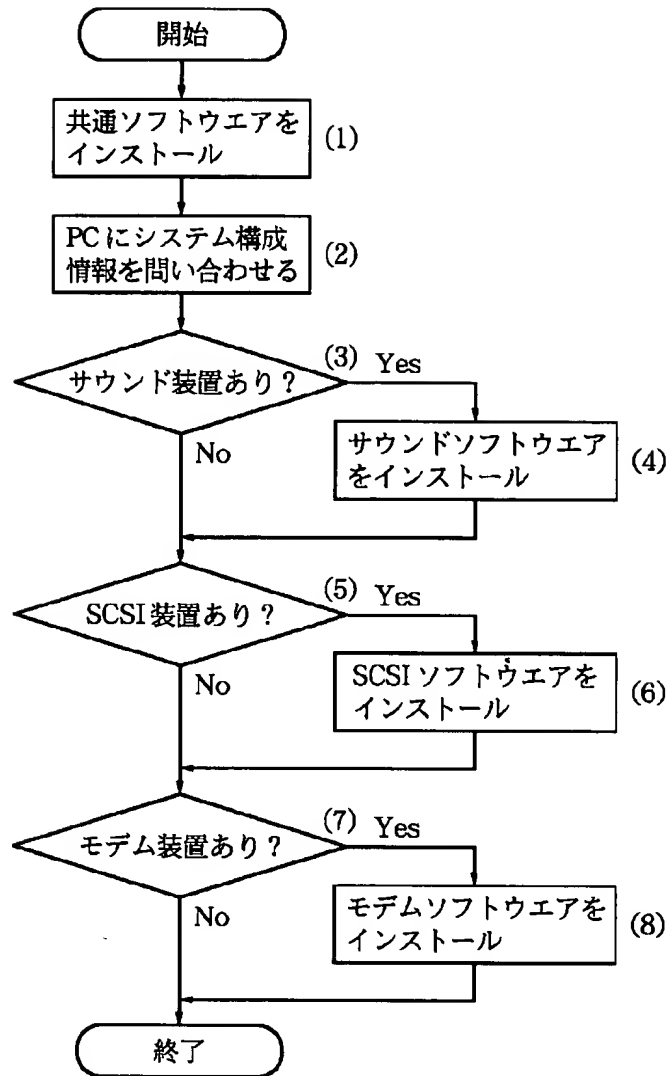 開始
共通ソフトウエアを
インストール
(1)
PCにシステム構成
情報を問い合わせる
(2)
サウンド装置あり？
(3) Yes
No
サウンドソフトウエア
をインストール
(4)
SCSI装置あり？
(5) Yes
No
SCSIソフトウエアを
インストール
(6)
モデム装置あり？
(7) Yes
No
モデムソフトウエアを
インストール
(8)
終了